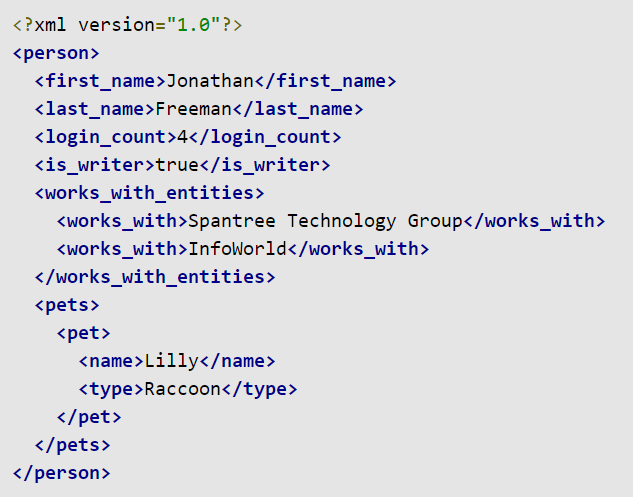 <?xml version="1.0"?>
<person>
  <first_name>Jonathan</first_name>
  <last_name>Freeman</last_name>
  <login_count>4</login_count>
  <is_writer>true</is_writer>
  <works_with_entities>
    <works_with>Spantree Technology Group</works_with>
    <works_with>InfoWorld</works_with>
  </works_with_entities>
  <pets>
    <pet>
      <name>Lilly</name>
      <type>Raccoon</type>
    </pet>
  </pets>
</person>